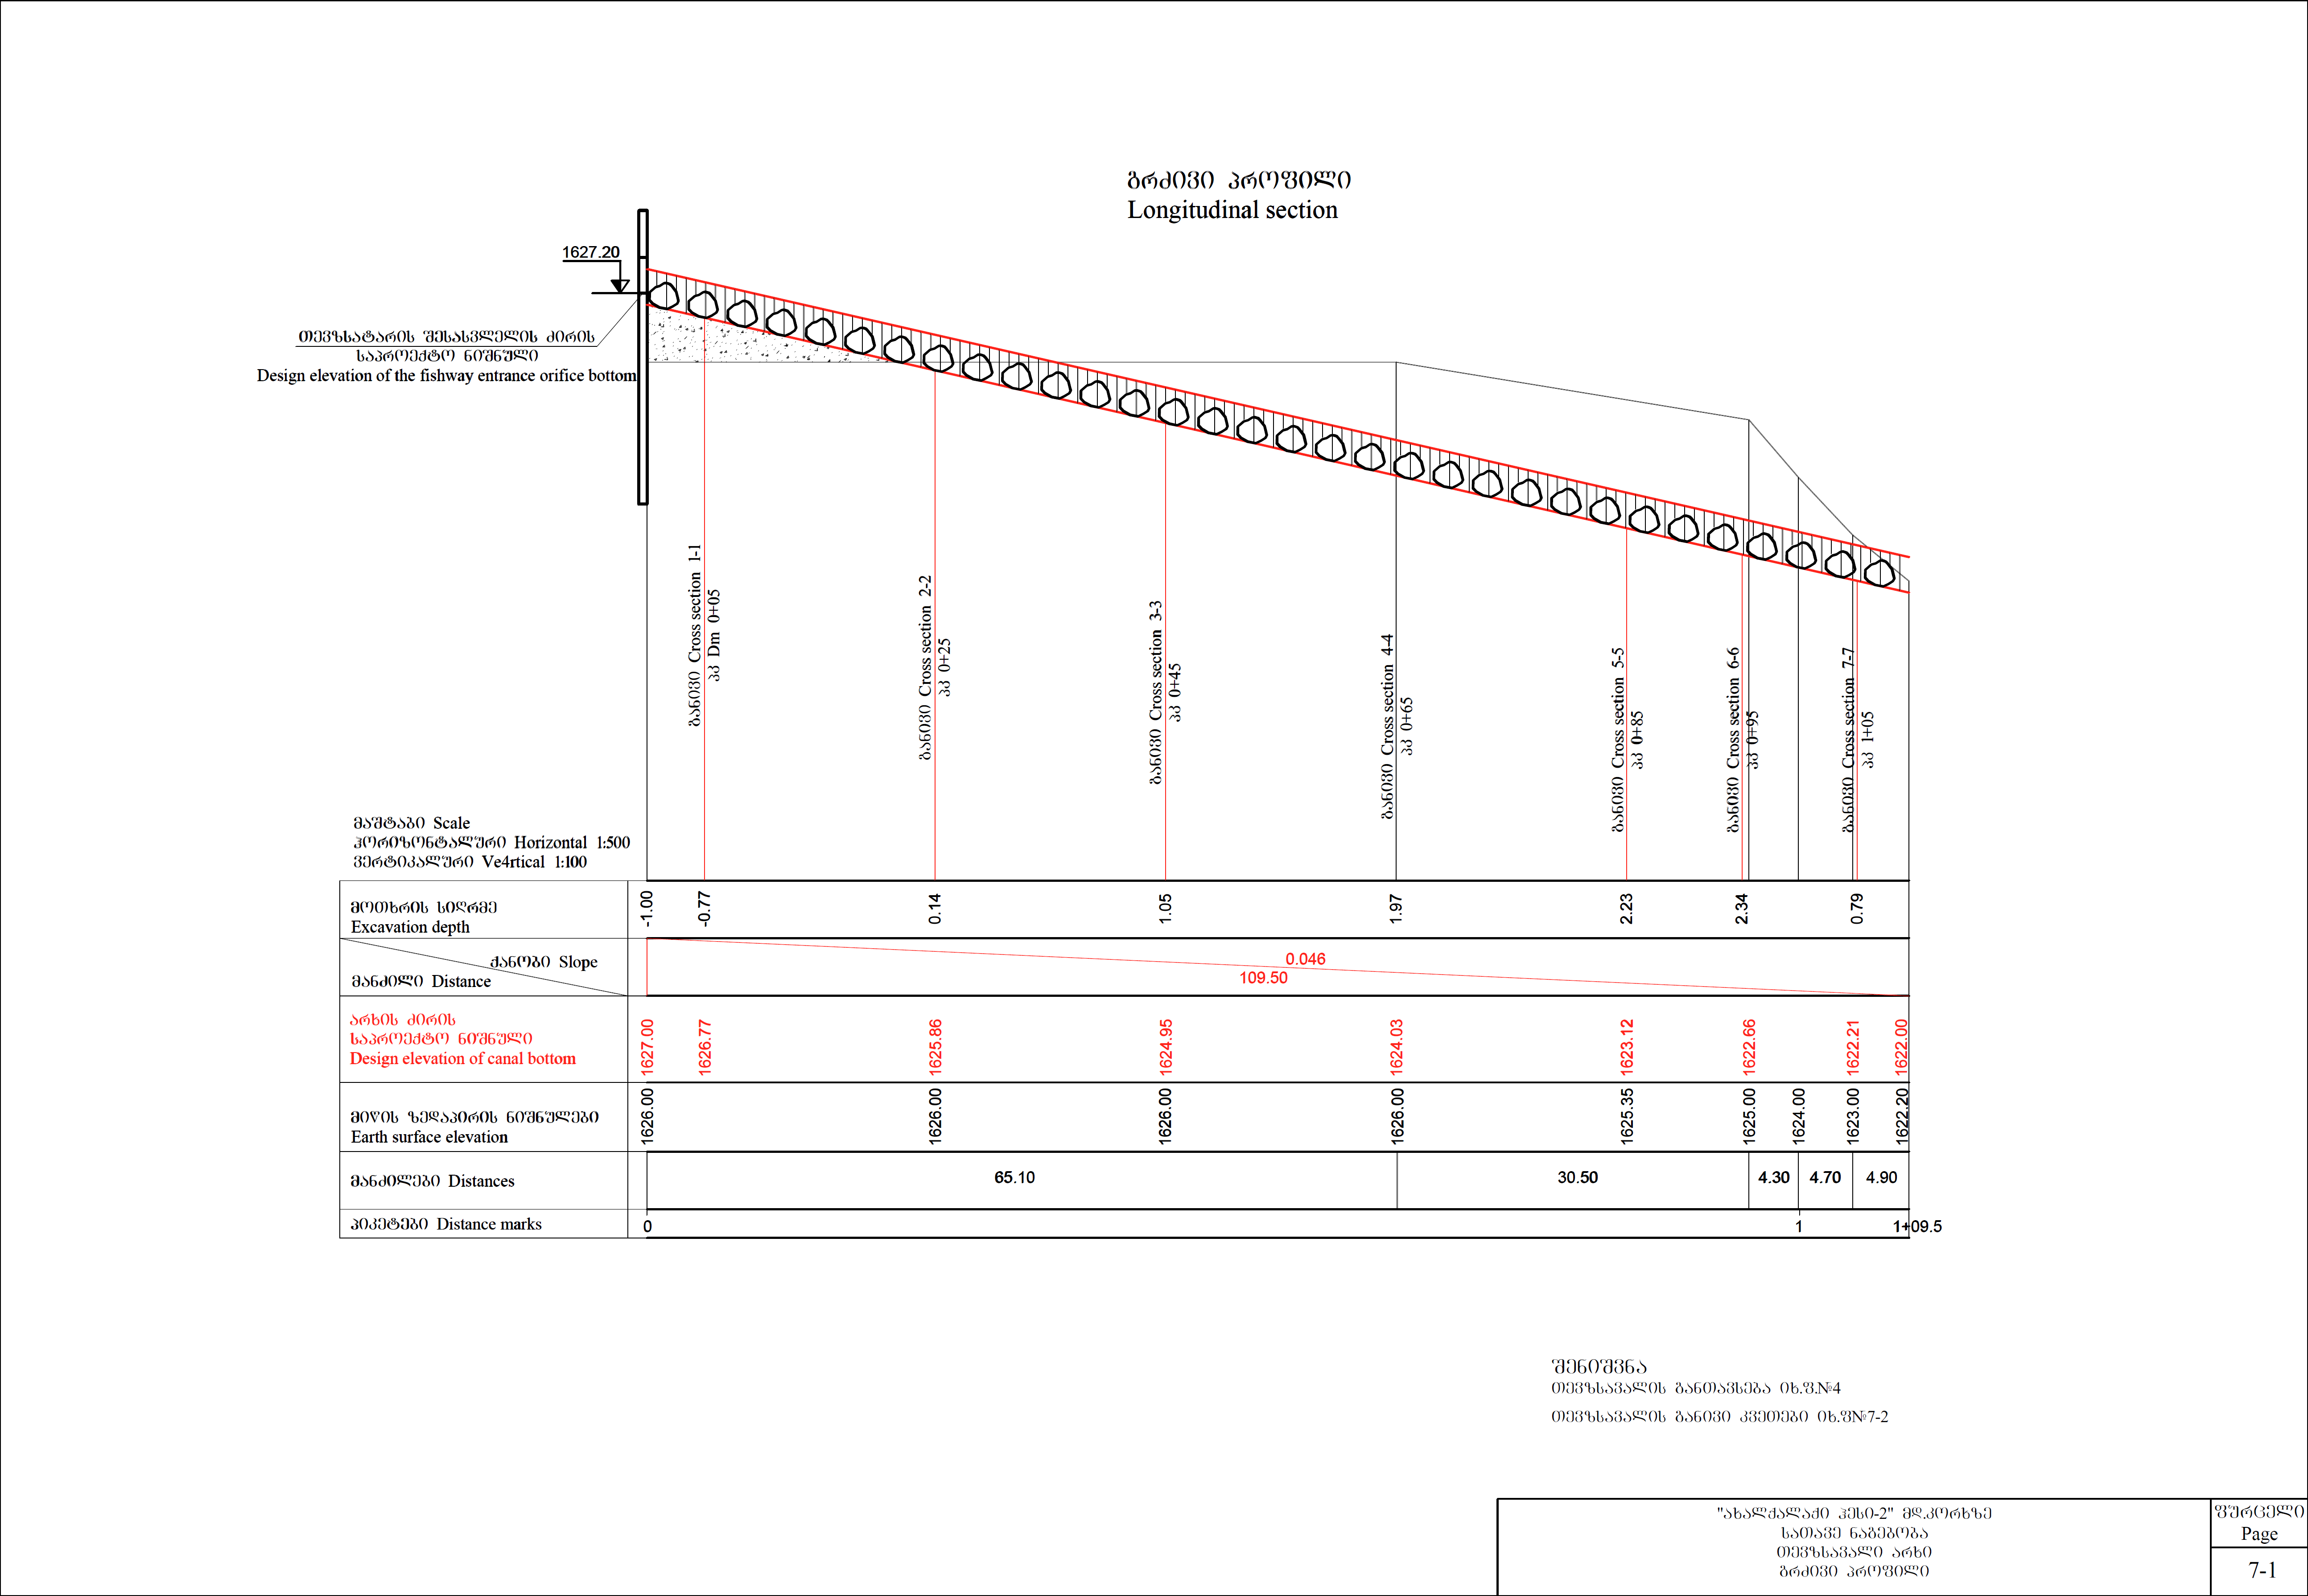 გრძივი პროფილი
Longitudinal section
1627.20
თევზსატარის შესასვლელის ძირის
საპროექტო ნიშნული
Design elevation of the fishway entrance orifice bottom
განივი Cross section 1-1
პკ Dm 0+05
განივი Cross section 2-2
პკ 0+25
განივი Cross section 3-3
პკ 0+45
განივი Cross section 4-4
პკ 0+65
განივი Cross section 5-5
პკ 0+85
განივი Cross section 6-6
პკ 0+95
განივი Cross section 7-7
პკ 1+05
მაშტაბი Scale
ჰორიზონტალური Horizontal 1:500
ვერტიკალური Ve4rtical 1:100
მოთხრის სიღრმე
Excavation depth
-1.00 -0.77 0.14 1.05 1.97 2.23 2.34 0.79
ქანობი Slope
მანძილი Distance
0.046
109.50
არხის ძირის
საპროექტო ნიშნული
Design elevation of canal bottom
1627.00 1626.77 1625.86 1624.95 1624.03 1623.12 1622.66 1622.21 1622.00
მიწის ზედაპირის ნიშნულები
Earth surface elevation
1626.00 1626.00 1626.00 1626.00 1625.35 1625.00 1624.00 1623.00 1622.20
მანძილები Distances
65.10 30.50 4.30 4.70 4.90
პიკეტები Distance marks
0 1 1+09.5
შენიშვნა
თევზსავალის განთავსება იხ.ფ.№4
თევზსავალის განივი კვეთები იხ.ფ№7-2
"ახალქალაქი ჰესი-2" მდ.კორხზე
სათავე ნაგებობა
თევზსავალი არხი
გრძივი პროფილი
ფურცელი
Page
7-1